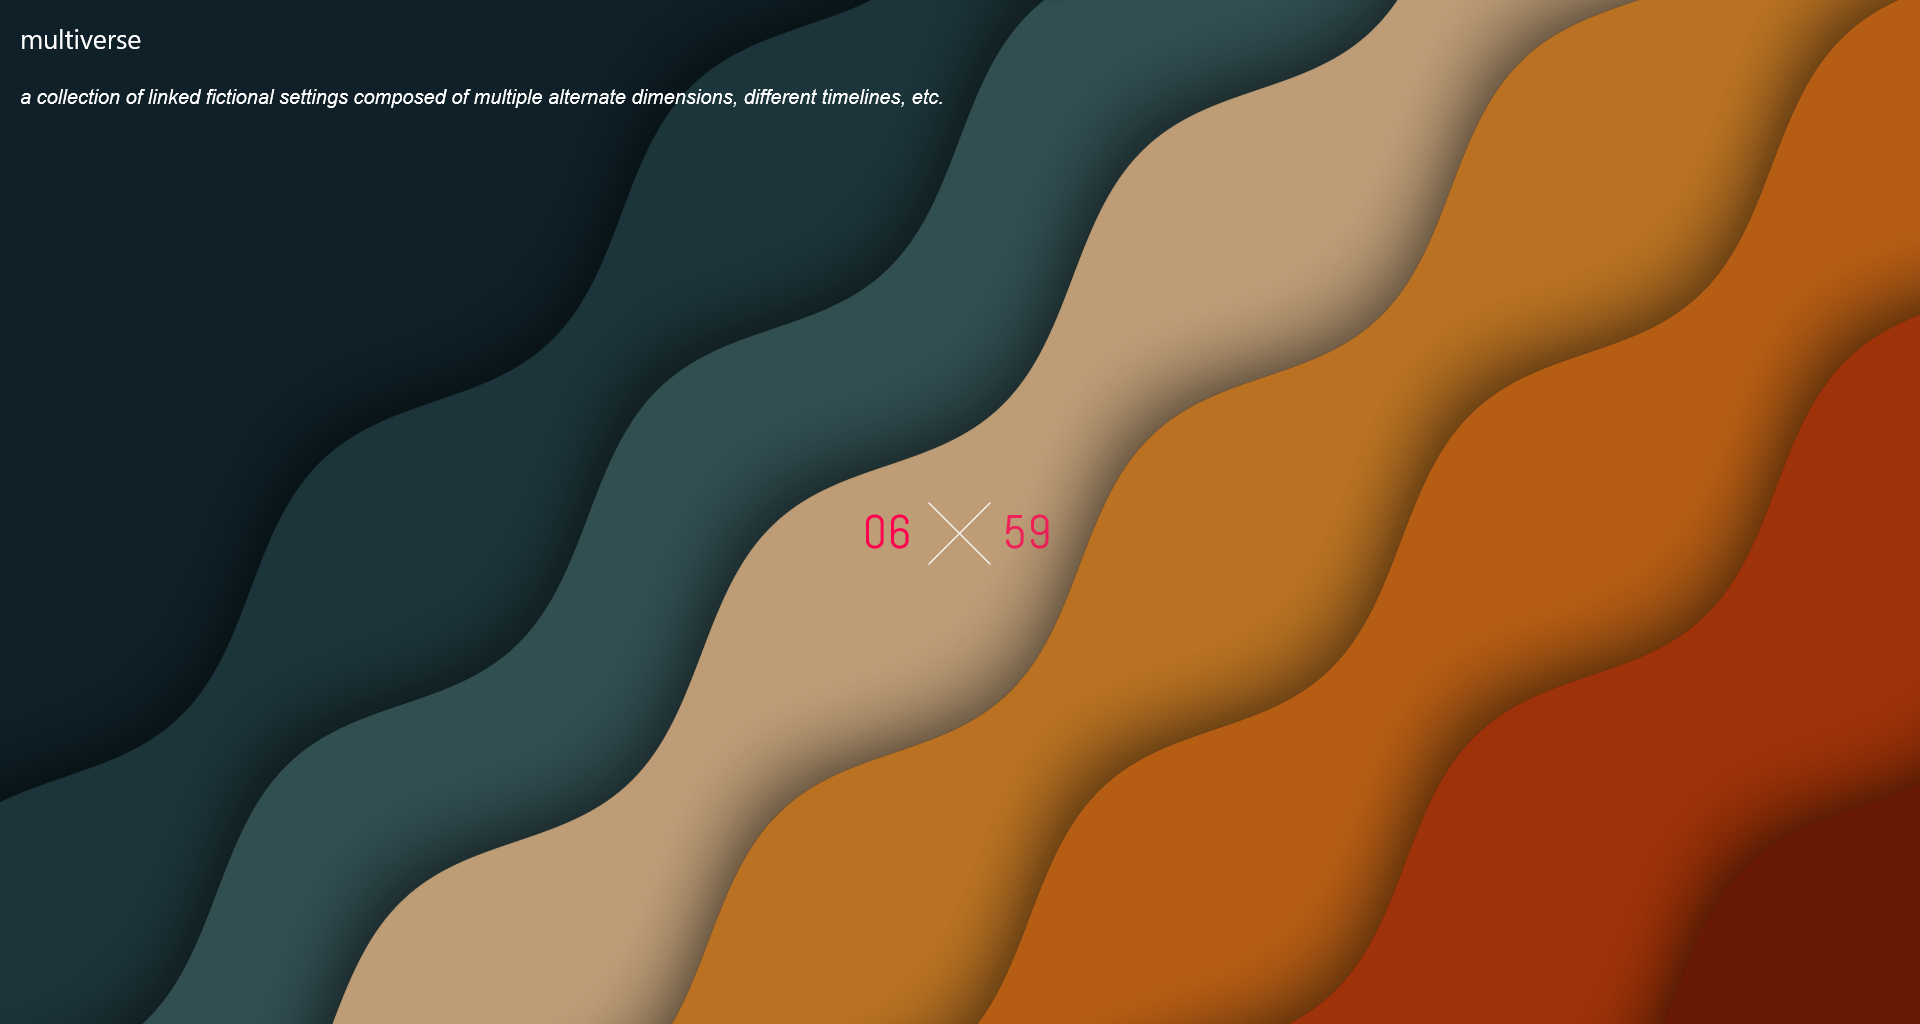 multiverse
a collection of linked fictional settings composed of multiple alternate dimensions, different timelines, etc.
06 59